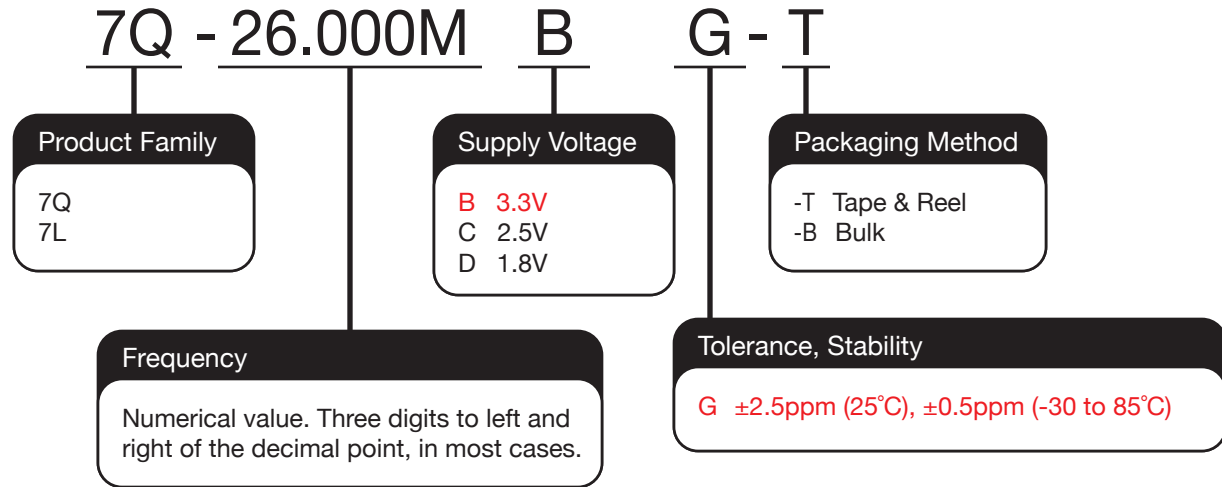 7Q - 26.000M B G - T
Product Family
7Q
7L
Supply Voltage
B 3.3V
C 2.5V
D 1.8V
Packaging Method
-T Tape & Reel
-B Bulk
Frequency
Numerical value. Three digits to left and
right of the decimal point, in most cases.
Tolerance, Stability
G ±2.5ppm (25°C), ±0.5ppm (-30 to 85°C)